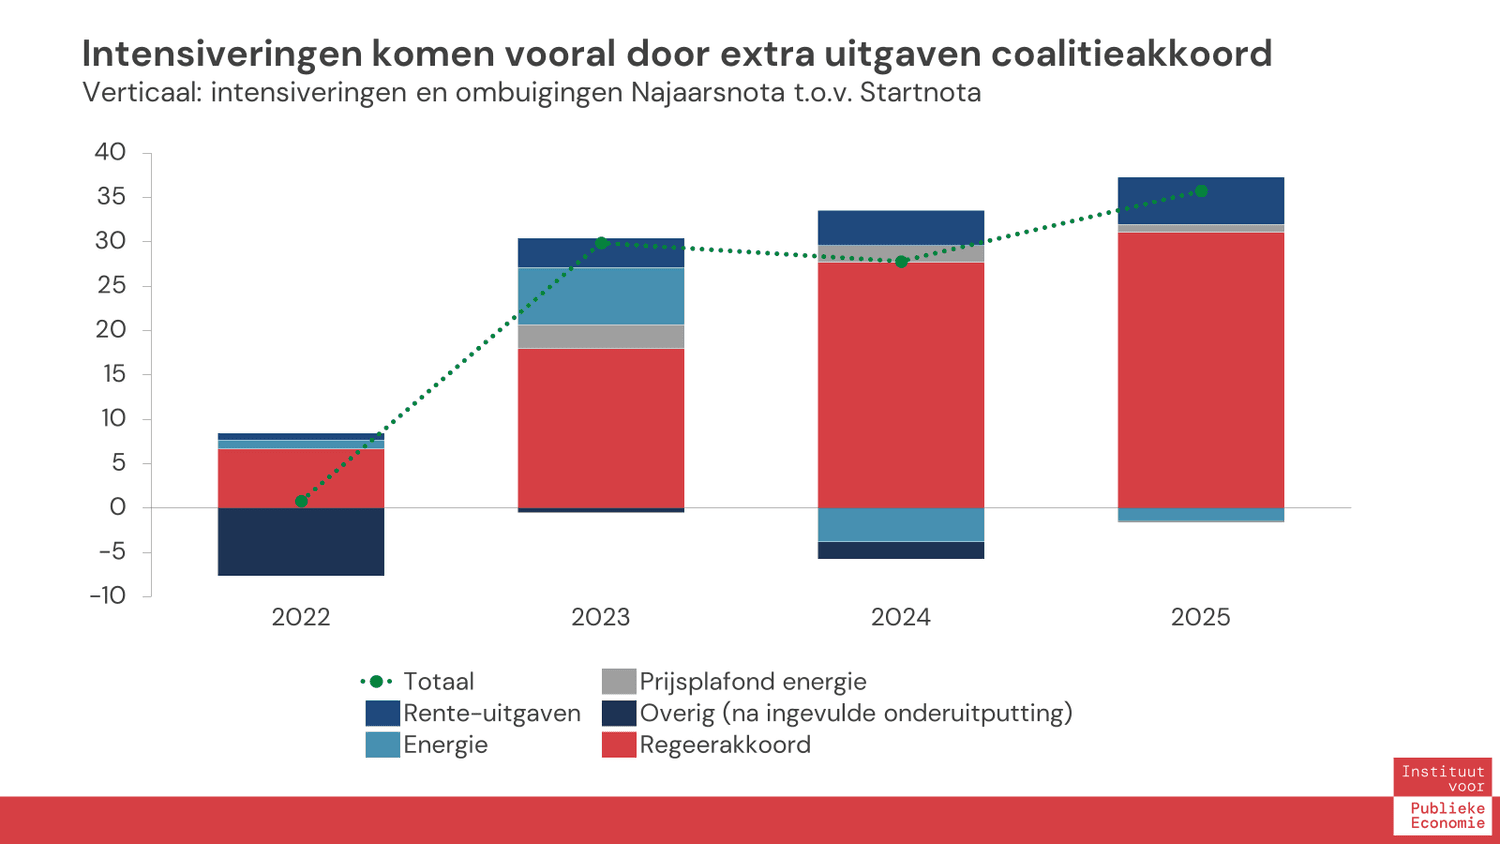 Intensiveringen komen vooral door extra uitgaven coalitieakkoord
Verticaal: intensiveringen en ombuigingen Najaarsnota t.o.v. Startnota
40
35
30
25
20
15
10
5
0
-5
-10
2022 2023 2024 2025
Totaal Prijsplafond energie
Rente-uitgaven Overig (na ingevulde onderuitputting)
Energie Regeerakkoord
Instituut
voor
Publieke
Economie